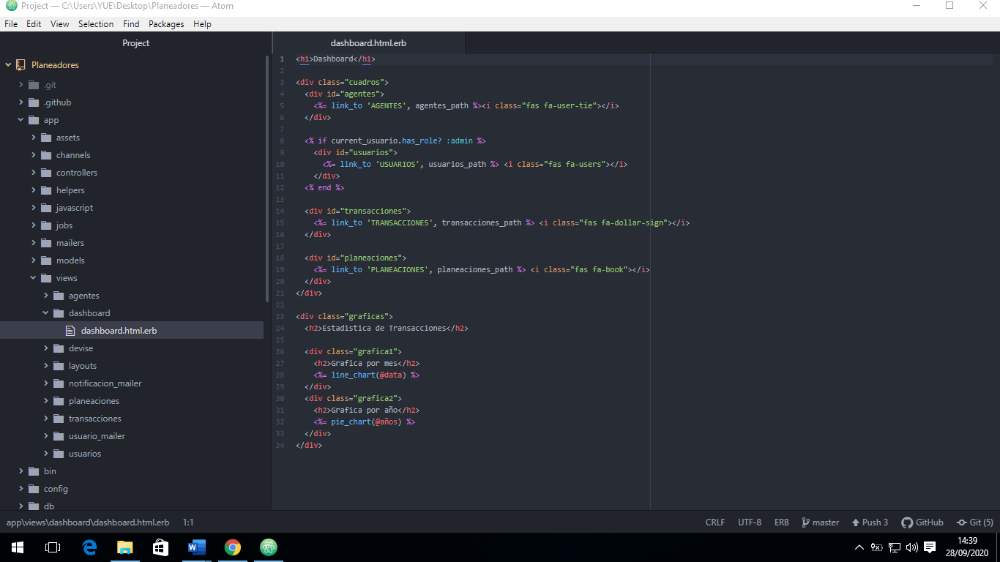 Project — C:\Users\YUE\Desktop\Planeadores — Atom
File Edit View Selection Find Packages Help
Project
Planeadores
.git
.github
app
assets
channels
controllers
helpers
javascript
jobs
mailers
models
views
agentes
dashboard
dashboard.html.erb
devise
layouts
notificacion_mailer
planeaciones
transacciones
usuario_mailer
usuarios
bin
config
db
dashboard.html.erb
1 <h1>Dashboard</h1>
2
3 <div class="cuadros">
4   <div id="agentes">
5     <%= link_to 'AGENTES', agentes_path %><i class="fas fa-user-tie"></i>
6   </div>
7
8   <% if current_usuario.has_role? :admin %>
9     <div id="usuarios">
10       <%= link_to 'USUARIOS', usuarios_path %> <i class="fas fa-users"></i>
11     </div>
12   <% end %>
13
14   <div id="transacciones">
15     <%= link_to 'TRANSACCIONES', transacciones_path %> <i class="fas fa-dollar-sign"></i>
16   </div>
17
18   <div id="planeaciones">
19     <%= link_to 'PLANEACIONES', planeaciones_path %> <i class="fas fa-book"></i>
20   </div>
21 </div>
22
23 <div class="graficas">
24   <h2>Estadistica de Transacciones</h2>
25
26   <div class="grafica1">
27     <h2>Grafica por mes</h2>
28     <%= line_chart(@data) %>
29   </div>
30   <div class="grafica2">
31     <h2>Grafica por año</h2>
32     <%= pie_chart(@años) %>
33   </div>
34 </div>
app\views\dashboard\dashboard.html.erb 1:1 CRLF UTF-8 ERB master Push 3 GitHub Git (5)
14:39
28/09/2020